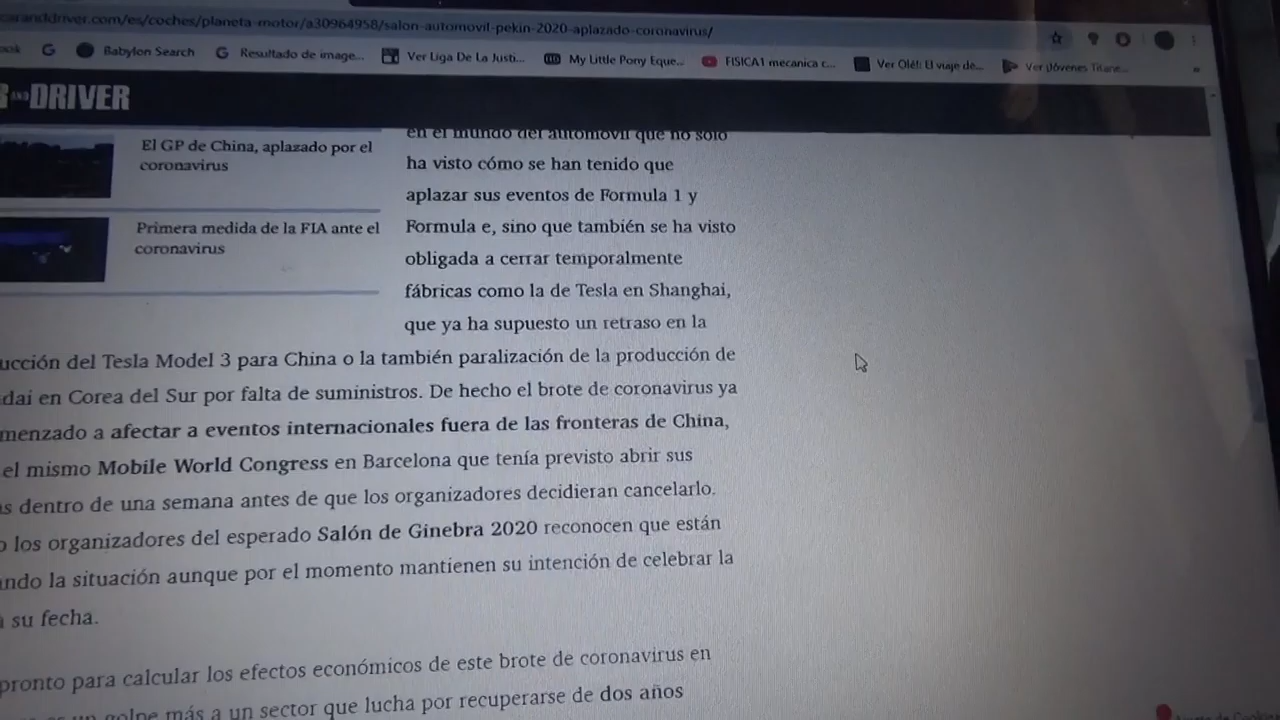 caranddriver.com/es/coches/planeta-motor/a30964958/salon-automovil-pekin-2020-aplazado-coronavirus/
ook
Babylon Search
Resultado de image...
Ver Liga De La Justi...
My Little Pony Eque...
FISICA1 mecanica c...
Ver Olé!: El viaje de...
Ver ¡Jóvenes Titane...
»
R AND DRIVER
El GP de China, aplazado por el
coronavirus
Primera medida de la FIA ante el
coronavirus
en el mundo del automóvil que no solo
ha visto cómo se han tenido que
aplazar sus eventos de Formula 1 y
Formula e, sino que también se ha visto
obligada a cerrar temporalmente
fábricas como la de Tesla en Shanghai,
que ya ha supuesto un retraso en la
ucción del Tesla Model 3 para China o la también paralización de la producción de
dai en Corea del Sur por falta de suministros. De hecho el brote de coronavirus ya
menzado a afectar a eventos internacionales fuera de las fronteras de China,
el mismo Mobile World Congress en Barcelona que tenía previsto abrir sus
s dentro de una semana antes de que los organizadores decidieran cancelarlo.
o los organizadores del esperado Salón de Ginebra 2020 reconocen que están
ndo la situación aunque por el momento mantienen su intención de celebrar la
su fecha.
pronto para calcular los efectos económicos de este brote de coronavirus en
un golpe más a un sector que lucha por recuperarse de dos años